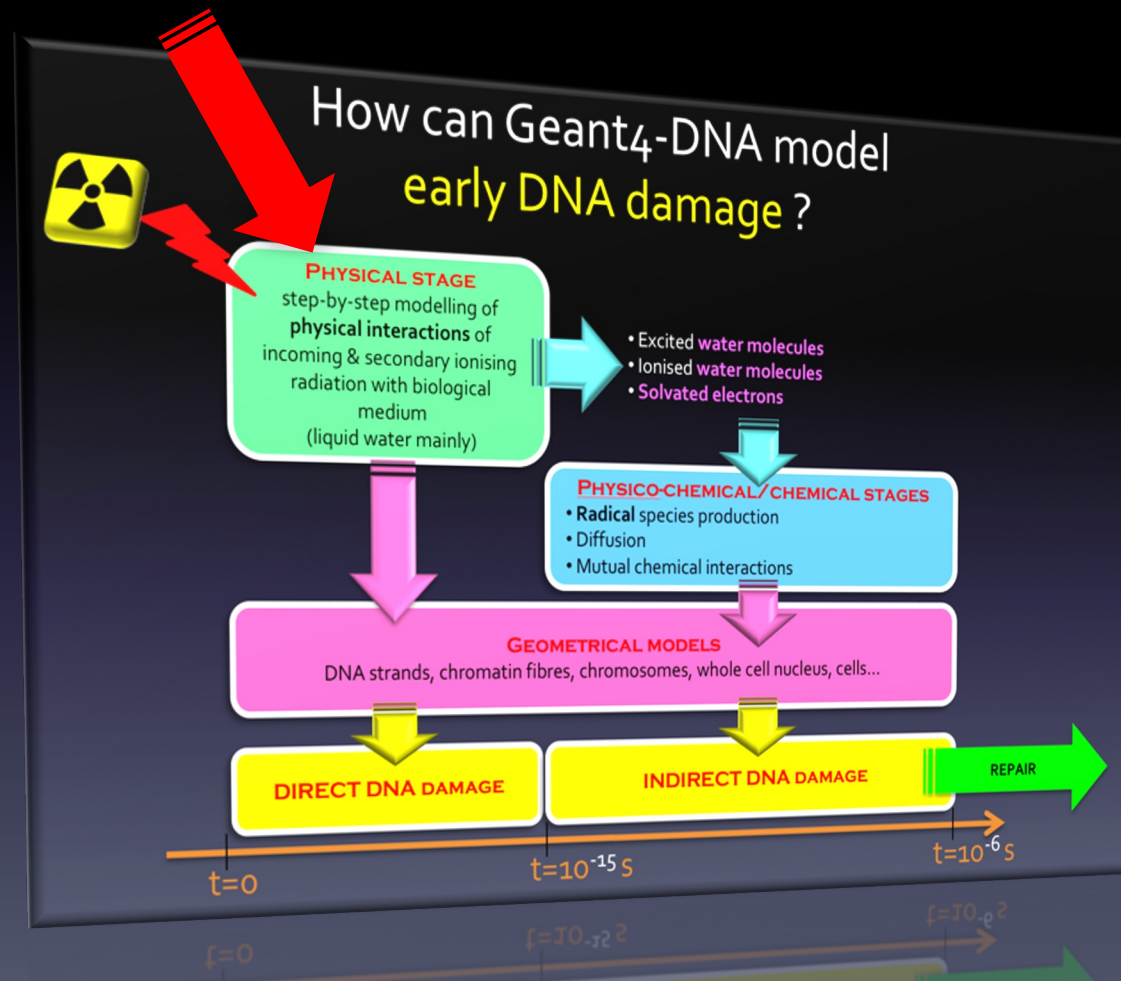 How can Geant4-DNA model
early DNA damage ?
PHYSICAL STAGE
step-by-step modelling of
physical interactions of
incoming & secondary ionising
radiation with biological
medium
(liquid water mainly)
• Excited water molecules
• Ionised water molecules
• Solvated electrons
PHYSICO-CHEMICAL/CHEMICAL STAGES
• Radical species production
• Diffusion
• Mutual chemical interactions
GEOMETRICAL MODELS
DNA strands, chromatin fibres, chromosomes, whole cell nucleus, cells...
DIRECT DNA DAMAGE
INDIRECT DNA DAMAGE
REPAIR
t=0
t=10⁻¹⁵ s
t=10⁻⁶ s